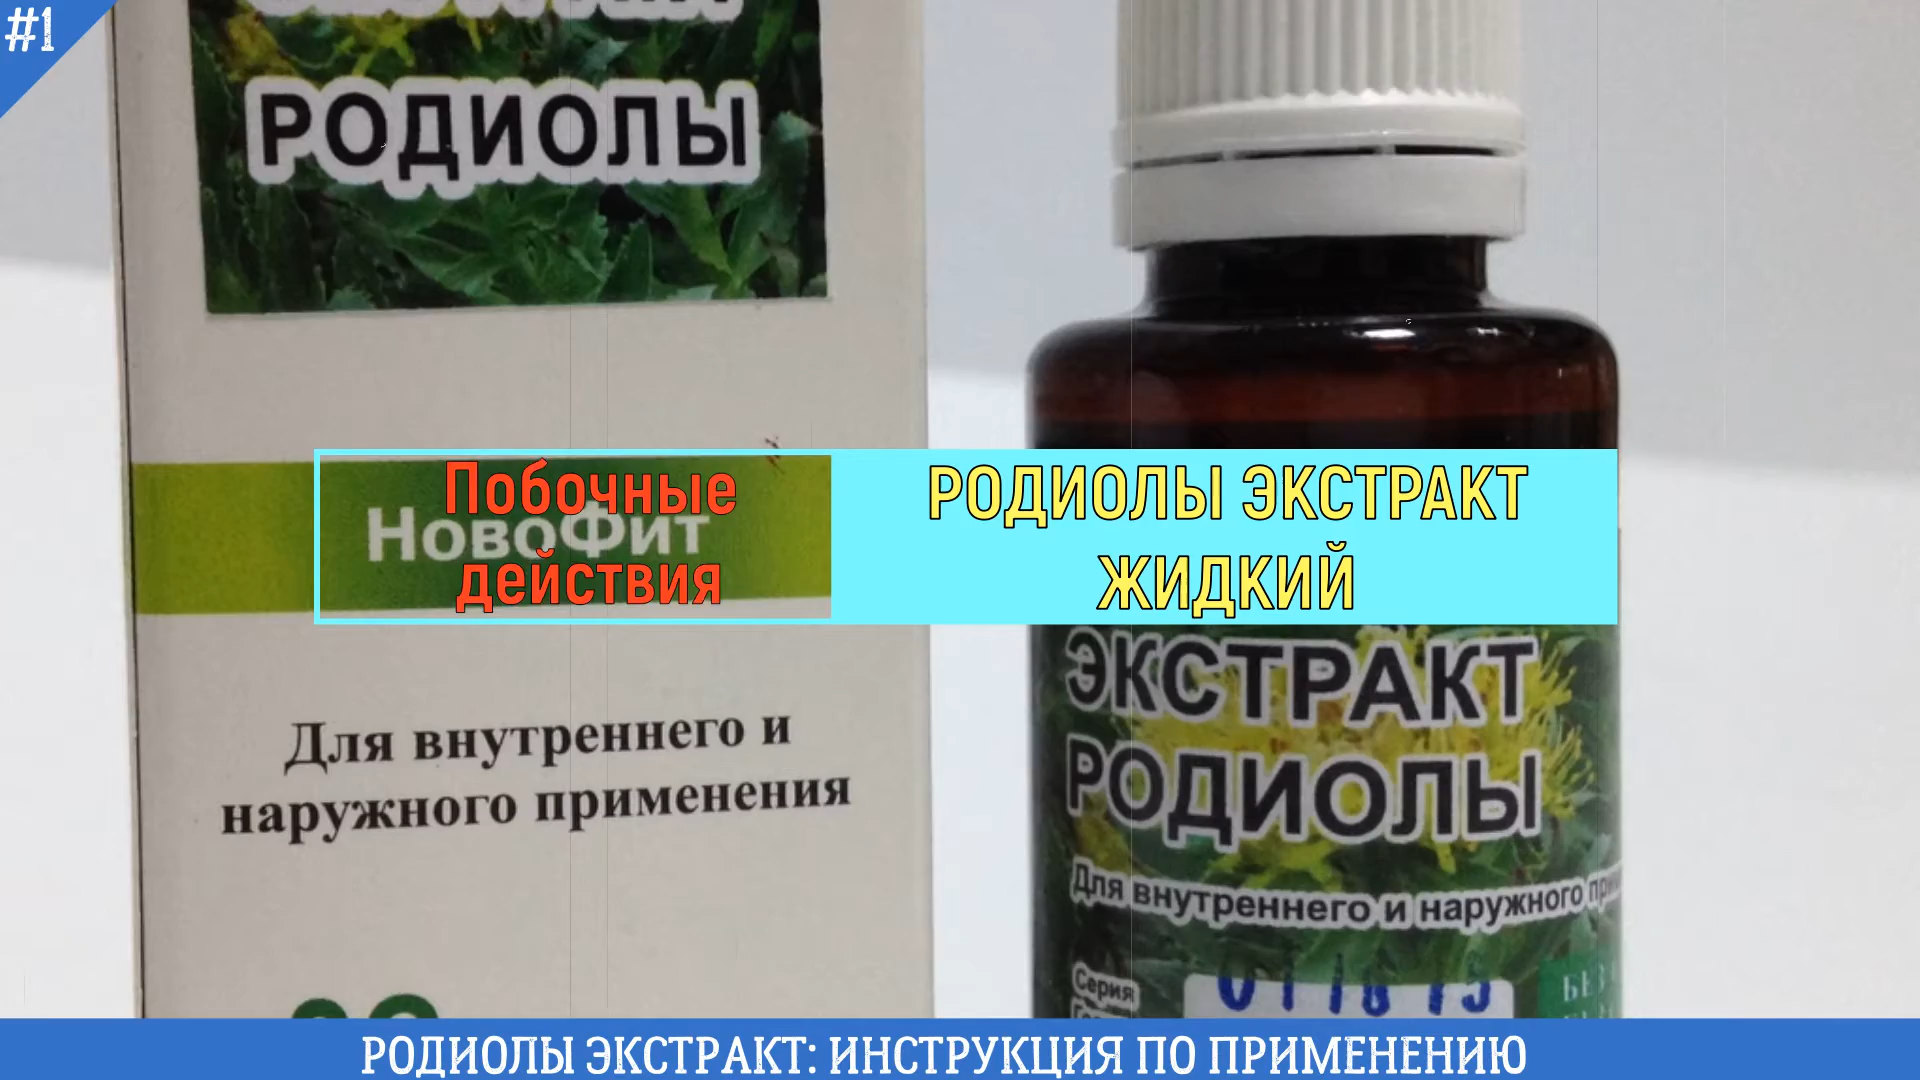 #1
РОДИОЛЫ
НовоФит
Побочные
действия
РОДИОЛЫ ЭКСТРАКТ
ЖИДКИЙ
Для внутреннего и
наружного применения
ЭКСТРАКТ
РОДИОЛЫ
Для внутреннего и наружного
Серия
РОДИОЛЫ ЭКСТРАКТ: ИНСТРУКЦИЯ ПО ПРИМЕНЕНИЮ